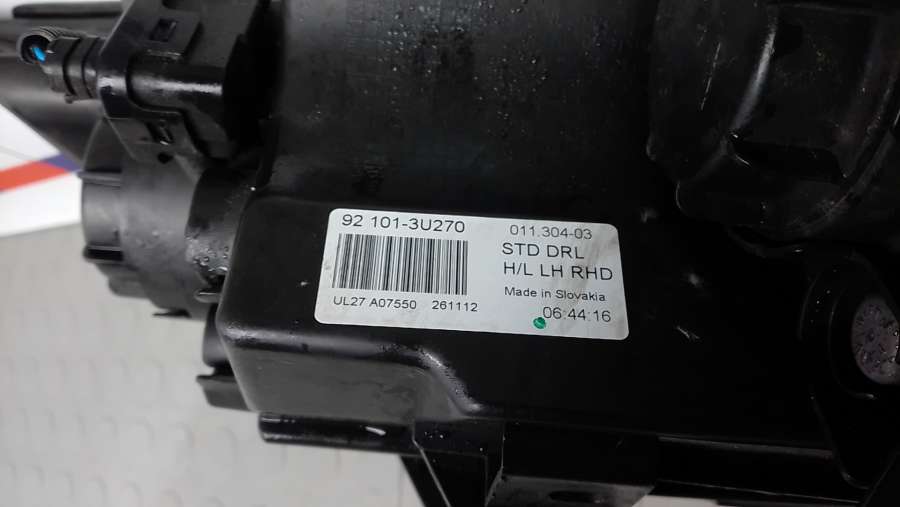 92 101-3U270
011.304-03
STD DRL
H/L LH RHD
Made in Slovakia
UL27 A07550 261112
06:44:16